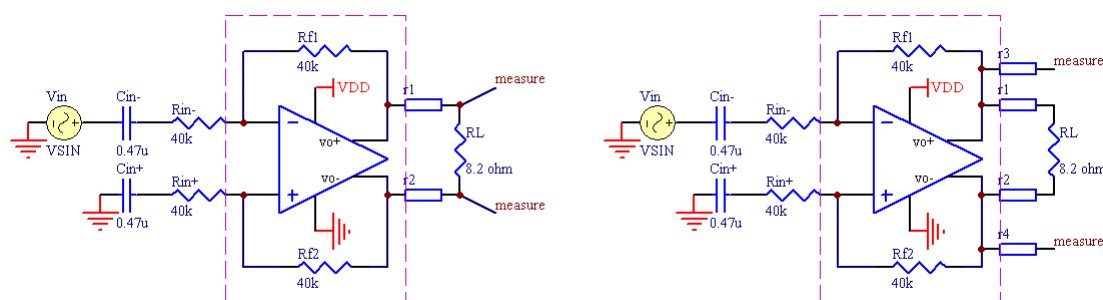 Rf1
40k
VDD
measure
r1
Vin
Cin-
Rin-
vo+
VSIN
0.47u
40k
RL
8.2 ohm
Cin+
Rin+
vo-
r2
0.47u
40k
measure
Rf2
40k
Rf1
40k
r3
measure
VDD
r1
Vin
Cin-
Rin-
vo+
VSIN
0.47u
40k
RL
8.2 ohm
Cin+
Rin+
vo-
r2
0.47u
40k
r4
measure
Rf2
40k